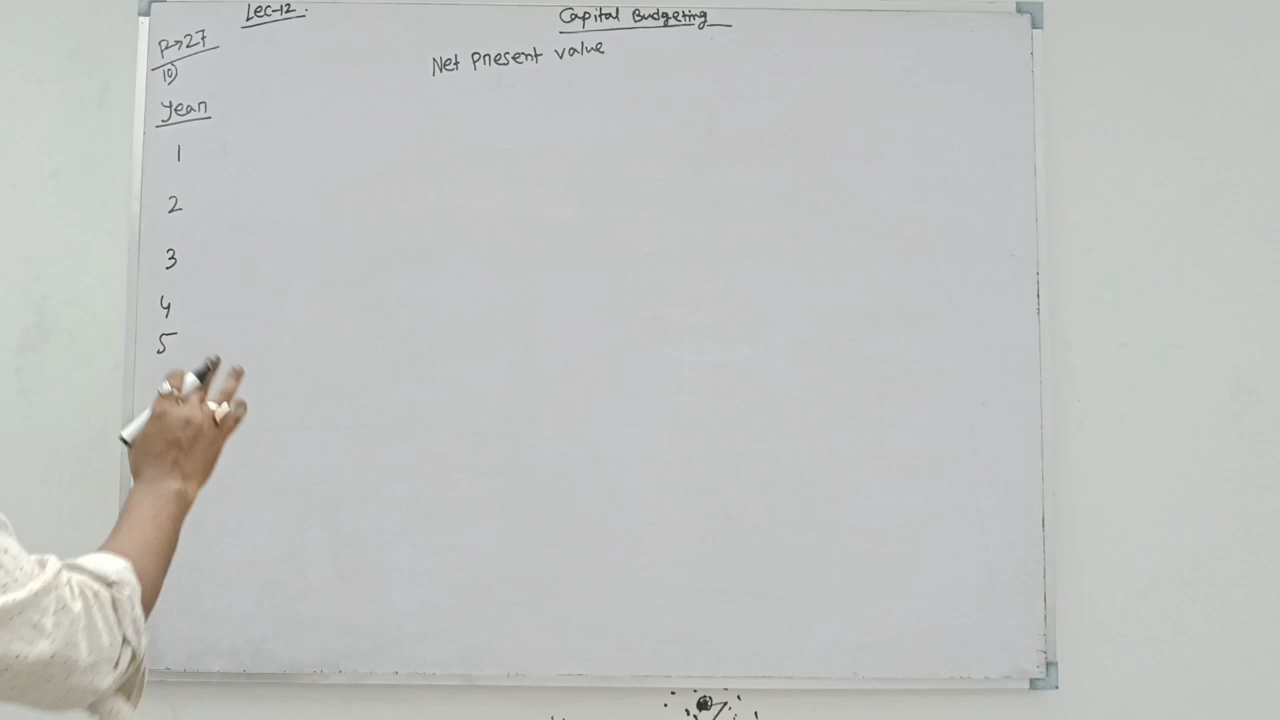 Lec-12.
Capital Budgeting
P→27
10)
Net Present value
Year
1
2
3
4
5